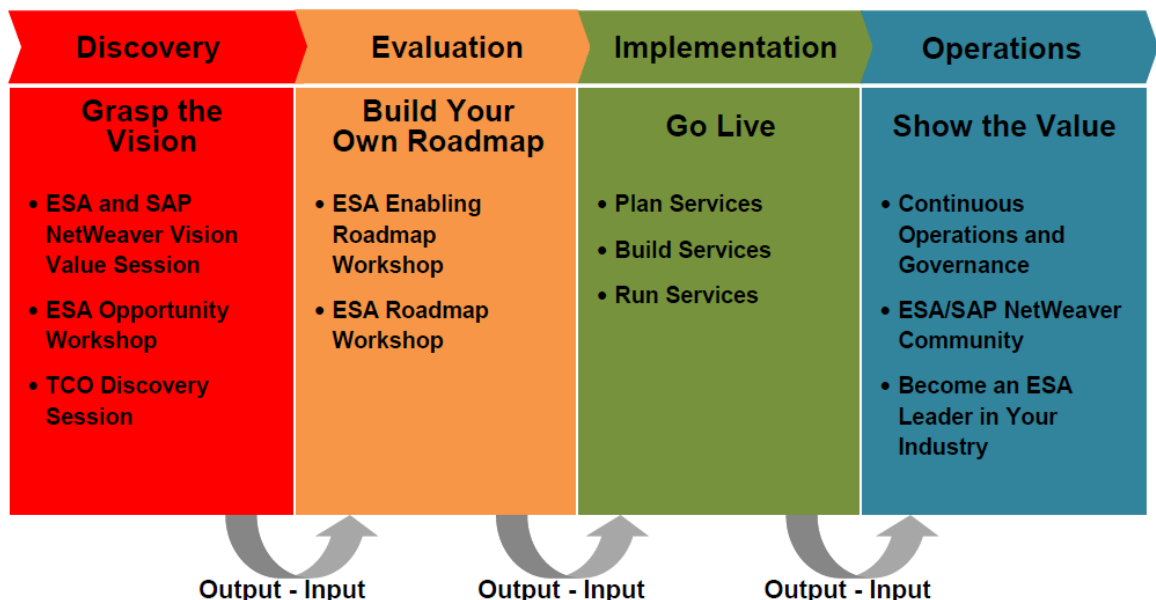 Discovery
Evaluation
Implementation
Operations
Grasp the
Vision
• ESA and SAP
NetWeaver Vision
Value Session
• ESA Opportunity
Workshop
• TCO Discovery
Session
Build Your
Own Roadmap
• ESA Enabling
Roadmap
Workshop
• ESA Roadmap
Workshop
Go Live
• Plan Services
• Build Services
• Run Services
Show the Value
• Continuous
Operations and
Governance
• ESA/SAP NetWeaver
Community
• Become an ESA
Leader in Your
Industry
Output - Input
Output - Input
Output - Input